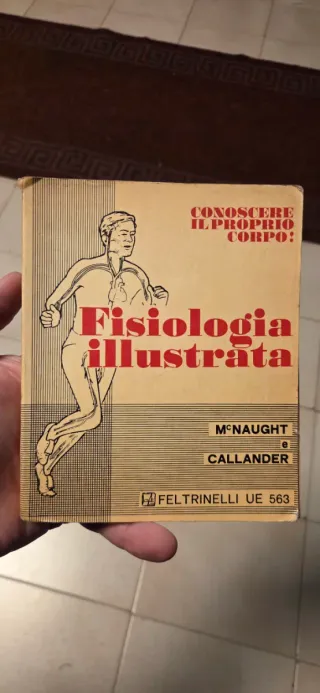 CONOSCERE
IL PROPRIO
CORPO:
Fisiologia
illustrata
McNAUGHT
e
CALLANDER
FELTRINELLI UE 563